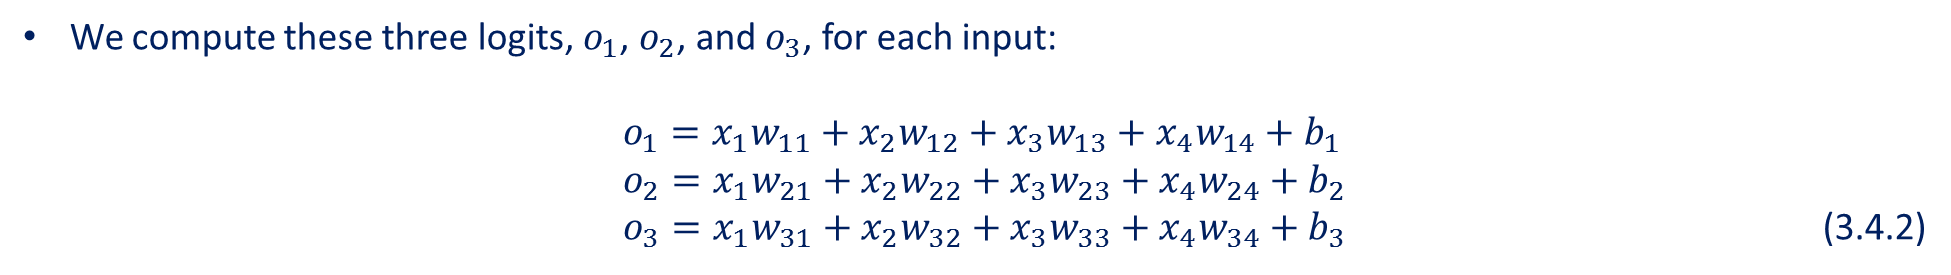 • We compute these three logits, o₁, o₂, and o₃, for each input:
o₁ = x₁w₁₁ + x₂w₁₂ + x₃w₁₃ + x₄w₁₄ + b₁
o₂ = x₁w₂₁ + x₂w₂₂ + x₃w₂₃ + x₄w₂₄ + b₂
o₃ = x₁w₃₁ + x₂w₃₂ + x₃w₃₃ + x₄w₃₄ + b₃ (3.4.2)